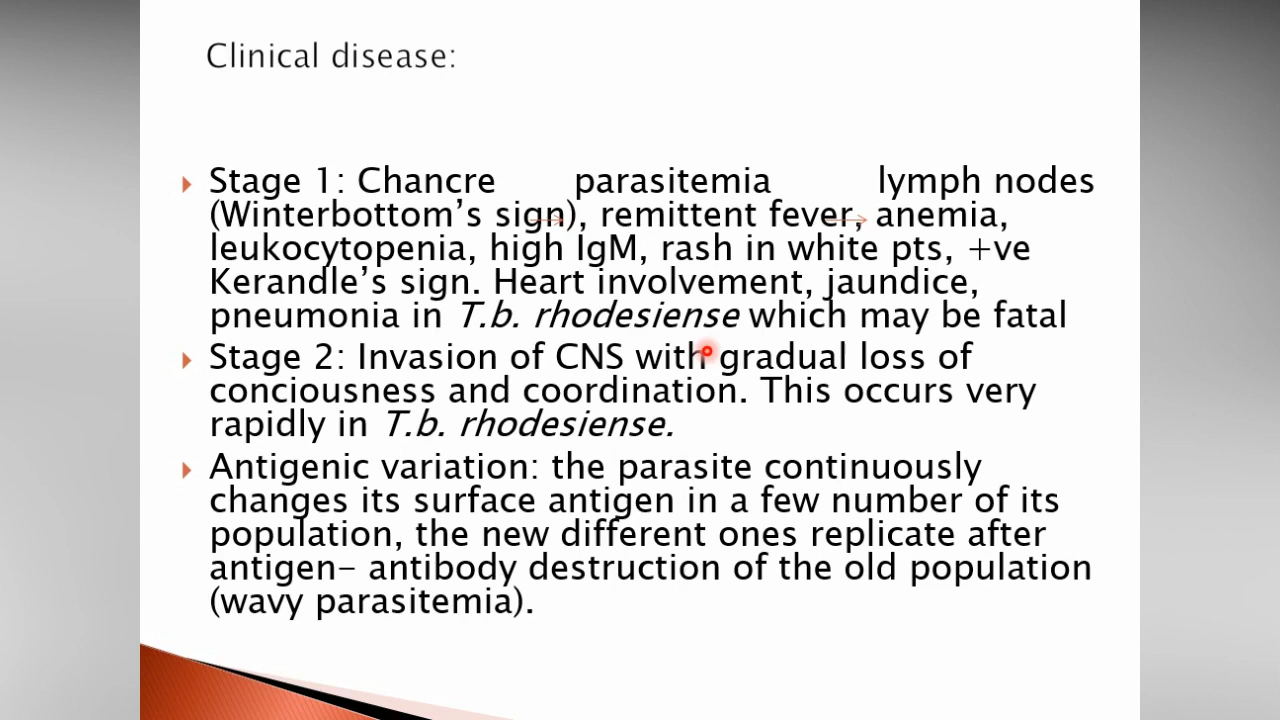 Clinical disease:
Stage 1: Chancre parasitemia lymph nodes
(Winterbottom's sign), remittent fever, anemia,
leukocytopenia, high IgM, rash in white pts, +ve
Kerandle's sign. Heart involvement, jaundice,
pneumonia in T.b. rhodesiense which may be fatal
Stage 2: Invasion of CNS with gradual loss of
conciousness and coordination. This occurs very
rapidly in T.b. rhodesiense.
Antigenic variation: the parasite continuously
changes its surface antigen in a few number of its
population, the new different ones replicate after
antigen- antibody destruction of the old population
(wavy parasitemia).